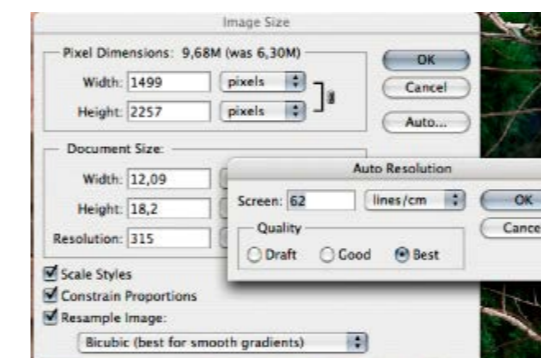 Image Size
Pixel Dimensions: 9,68M (was 6,30M)
Width: 1499 pixels
Height: 2257 pixels
OK
Cancel
Auto...
Document Size:
Width: 12,09
Height: 18,2
Resolution: 315
Auto Resolution
Screen: 62 lines/cm
Quality
Draft Good Best
OK
Cance
Scale Styles
Constrain Proportions
Resample Image:
Bicubic (best for smooth gradients)